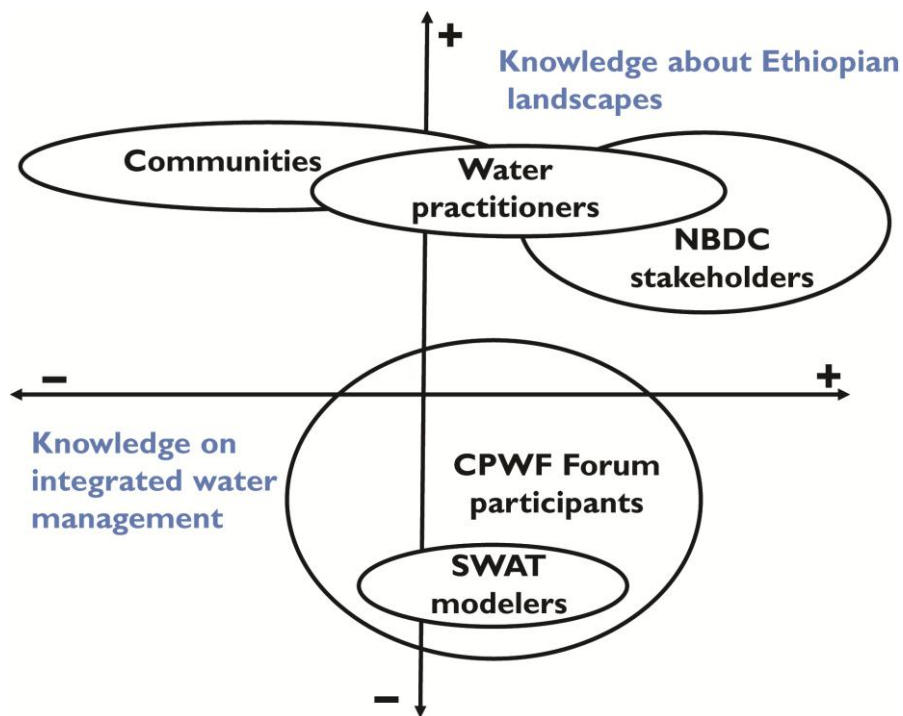 +
Knowledge about Ethiopian
landscapes
Communities
Water
practitioners
NBDC
stakeholders
–
+
Knowledge on
integrated water
management
CPWF Forum
participants
SWAT
modelers
–